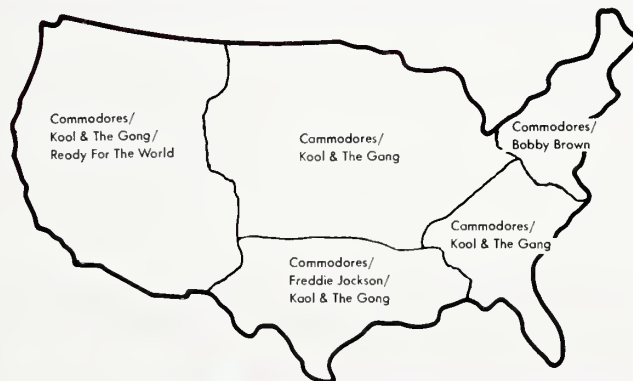 Commodores/
Kool & The Gong/
Ready For The World
Cammodores/
Kool & The Gang
Commodores/
Bobby Brown
Cammodores/
Kool & The Gang
Commodores/
Freddie Jockson/
Kaol & The Gong